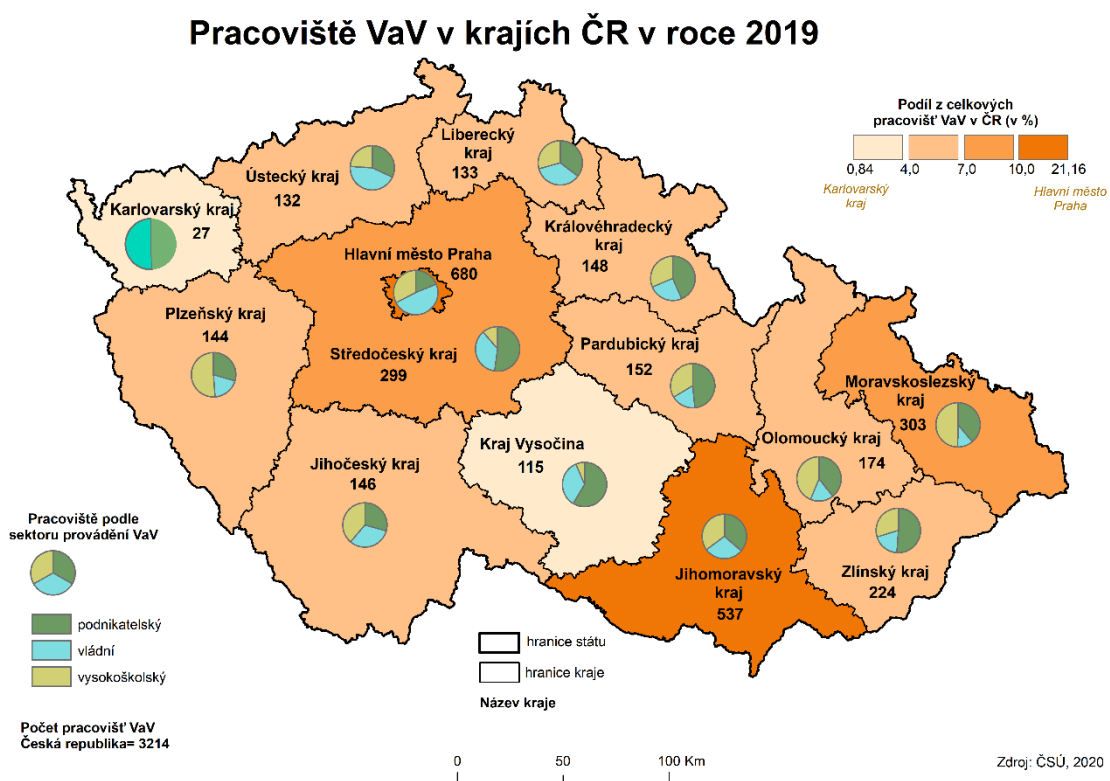 Pracoviště VaV v krajích ČR v roce 2019
Podíl z celkových
pracovišť VaV v ČR (v %)
0,84 4,0 7,0 10,0 21,16
Karlovarský
kraj
Hlavní město
Praha
Liberecký
kraj
133
Ústecký kraj
132
Karlovarský kraj
27
Královéhradecký
kraj
148
Hlavní město Praha
680
Plzeňský kraj
144
Středočeský kraj
299
Pardubický kraj
152
Moravskoslezský
kraj
303
Kraj Vysočina
115
Olomoucký kraj
174
Jihočeský kraj
146
Jihomoravský
kraj
537
Zlínský kraj
224
Pracoviště podle
sektoru provádění VaV
podnikatelský
vládní
vysokoškolský
hranice státu
hranice kraje
Název kraje
Počet pracovišť VaV
Česká republika= 3214
0 50 100 Km
Zdroj: ČSÚ, 2020